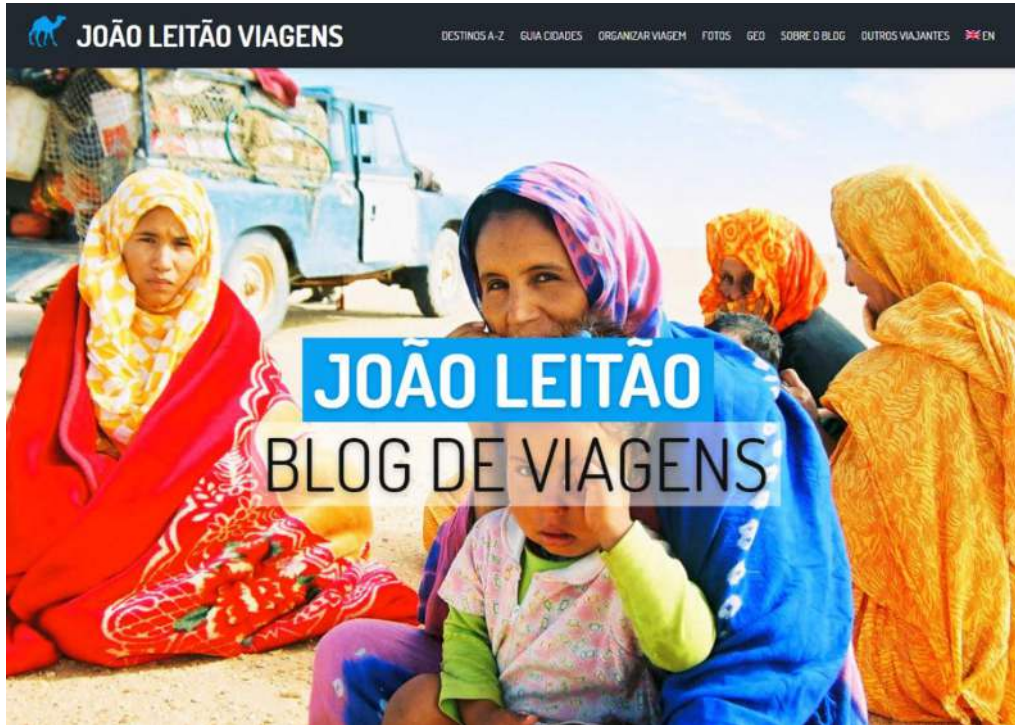 JOÃO LEITÃO VIAGENS
DESTINOS A-Z GUIA CIDADES ORGANIZAR VIAGEM FOTOS GEO SOBRE O BLOG OUTROS VIAJANTES EN
JOÃO LEITÃO
BLOG DE VIAGENS